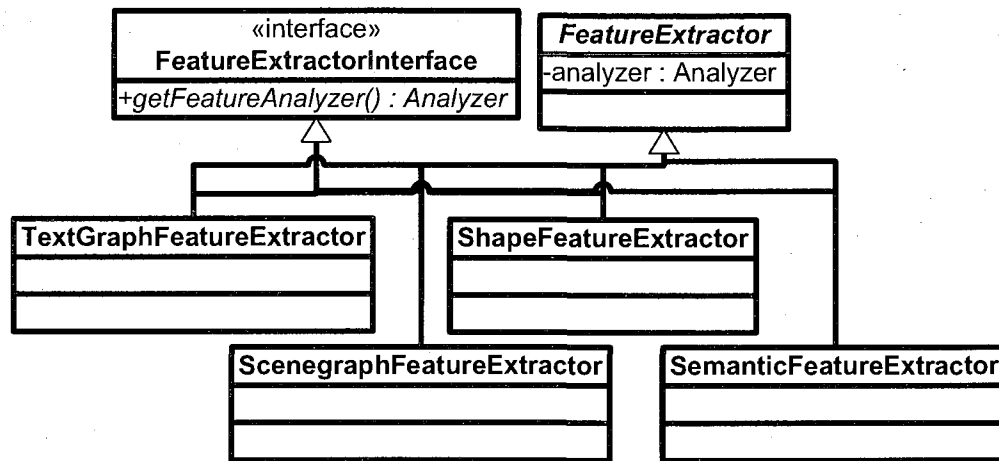 «interface»
FeatureExtractorInterface
+getFeatureAnalyzer() : Analyzer
FeatureExtractor
-analyzer : Analyzer
TextGraphFeatureExtractor
ShapeFeatureExtractor
ScenegraphFeatureExtractor
SemanticFeatureExtractor